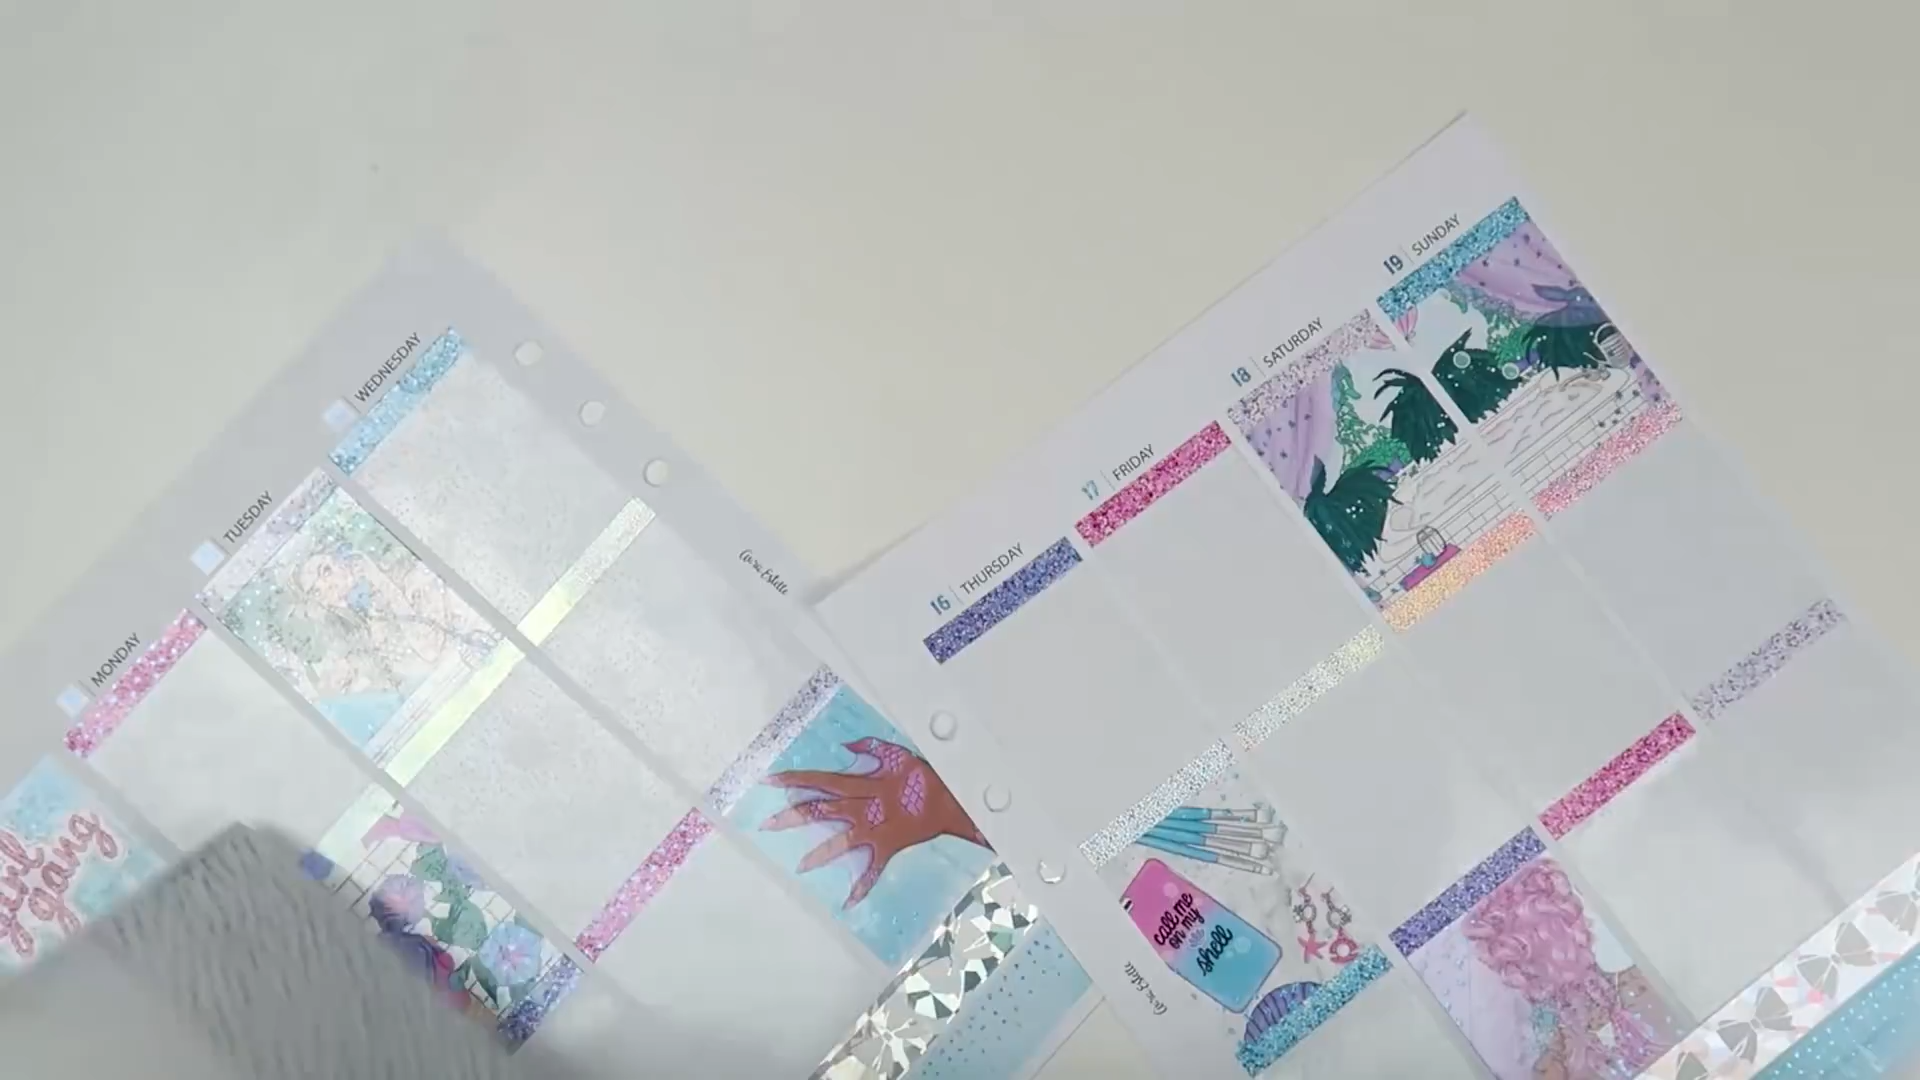 MONDAY
TUESDAY
WEDNESDAY
girl
gang
16 | THURSDAY
17 | FRIDAY
18 | SATURDAY
19 | SUNDAY
call me
on my
shell